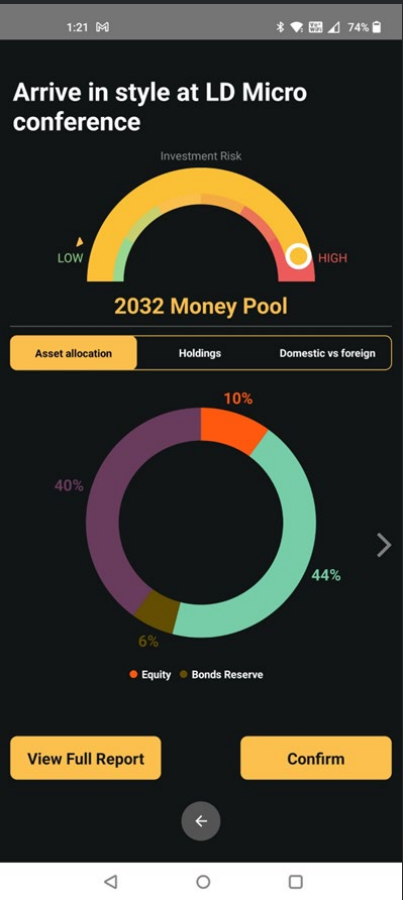 1:21
74%
Arrive in style at LD Micro
conference
Investment Risk
LOW
HIGH
2032 Money Pool
Asset allocation
Holdings
Domestic vs foreign
10%
40%
44%
6%
Equity
Bonds Reserve
View Full Report
Confirm